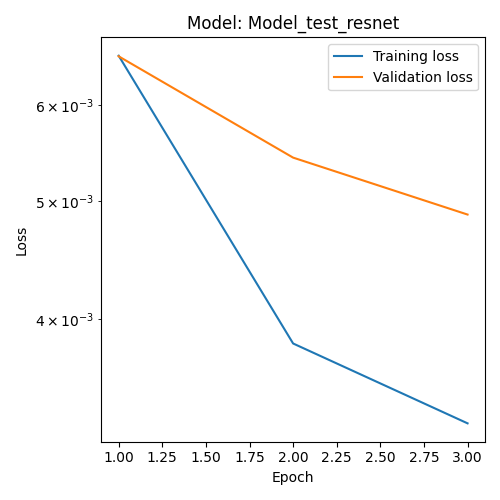 Model: Model_test_resnet
Training loss
Validation loss
6 × 10⁻³
5 × 10⁻³
4 × 10⁻³
Loss
1.00 1.25 1.50 1.75 2.00 2.25 2.50 2.75 3.00
Epoch